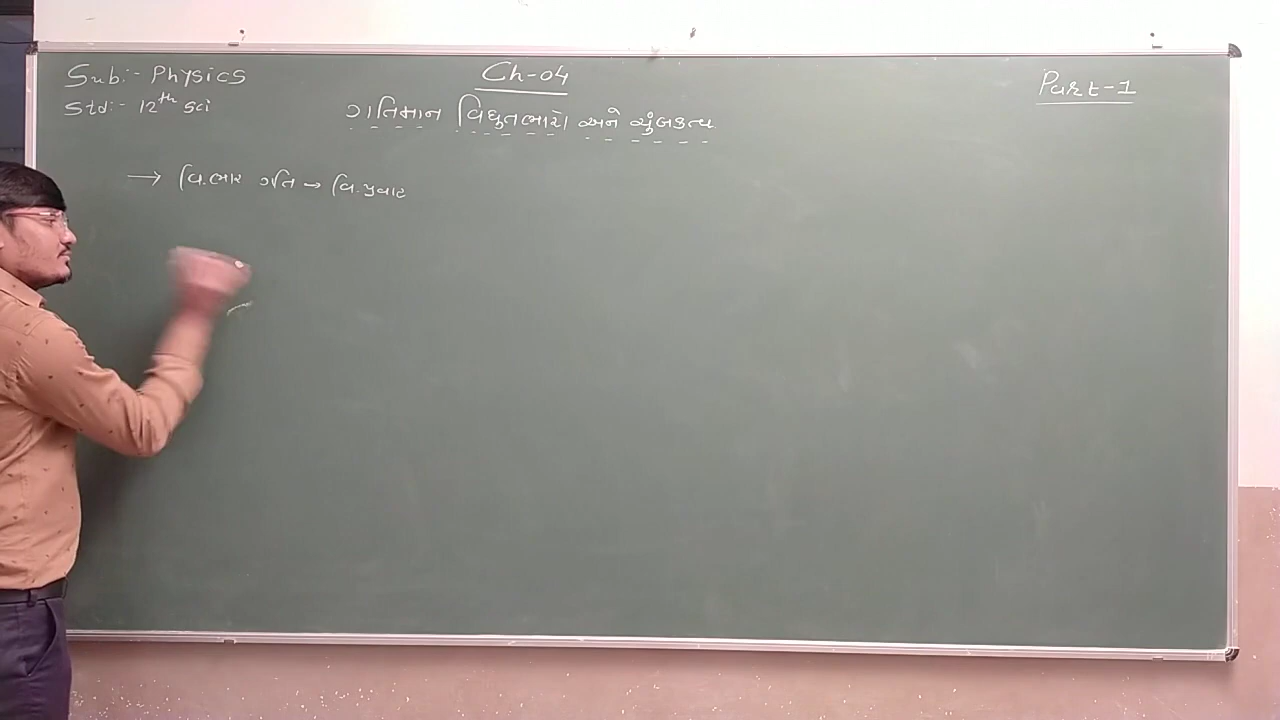 Sub:- Physics
Std:- 12th Sci
Ch-04
Part-1
ગતિમાન વિદ્યુતભારો અને ચુંબકત્વ
→ વિ.ભાર ગતિ → વિ.પ્રવાહ